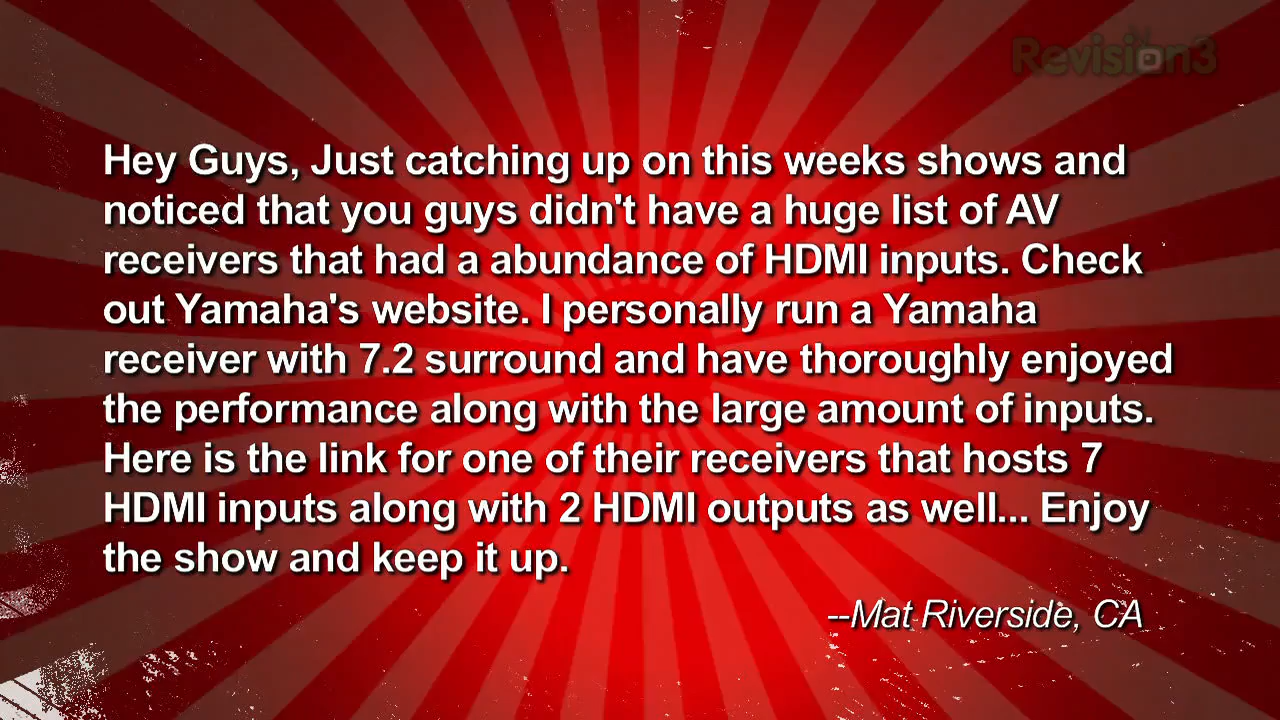 Revision3
Hey Guys, Just catching up on this weeks shows and
noticed that you guys didn't have a huge list of AV
receivers that had a abundance of HDMI inputs. Check
out Yamaha's website. I personally run a Yamaha
receiver with 7.2 surround and have thoroughly enjoyed
the performance along with the large amount of inputs.
Here is the link for one of their receivers that hosts 7
HDMI inputs along with 2 HDMI outputs as well... Enjoy
the show and keep it up.
--Mat Riverside, CA